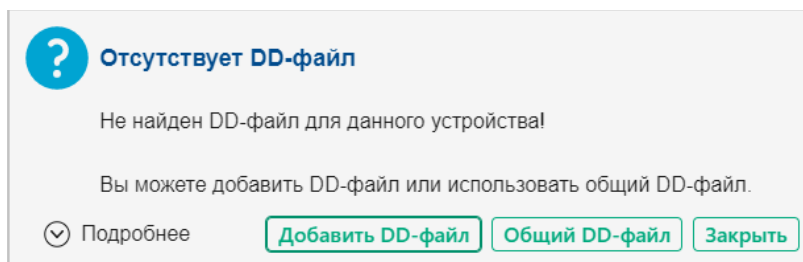 Отсутствует DD-файл
Не найден DD-файл для данного устройства!
Вы можете добавить DD-файл или использовать общий DD-файл.
Подробнее Добавить DD-файл Общий DD-файл Закрыть